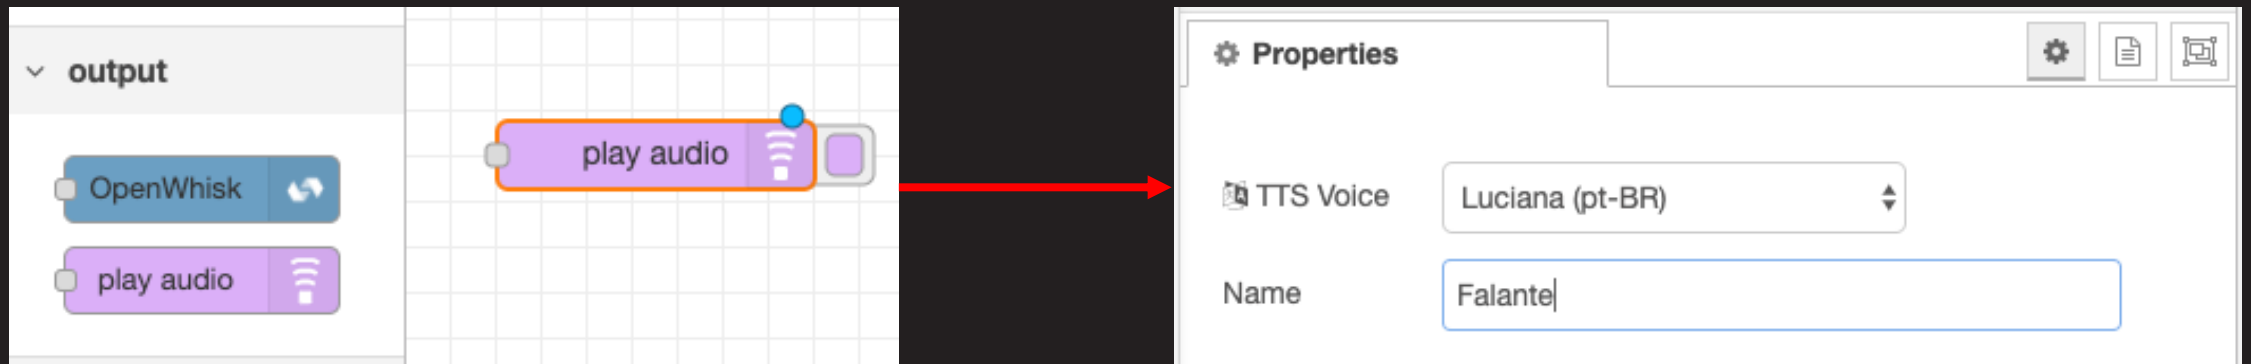 output
OpenWhisk
play audio
play audio
Properties
TTS Voice
Luciana (pt-BR)
Name
Falante